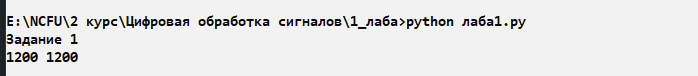 E:\NCFU\2 курс\Цифровая обработка сигналов\1_лаба>python лаба1.py
Задание 1
1200 1200